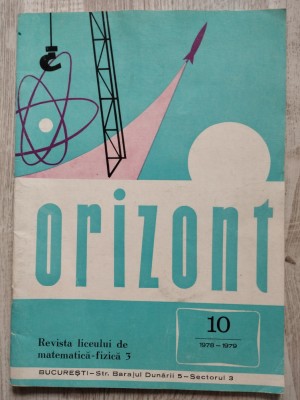 orizont
Revista liceului de
matematică-fizică 3
10
1978-1979
BUCUREȘTI-Str. Barajul Dunării 5-Sectorul 3